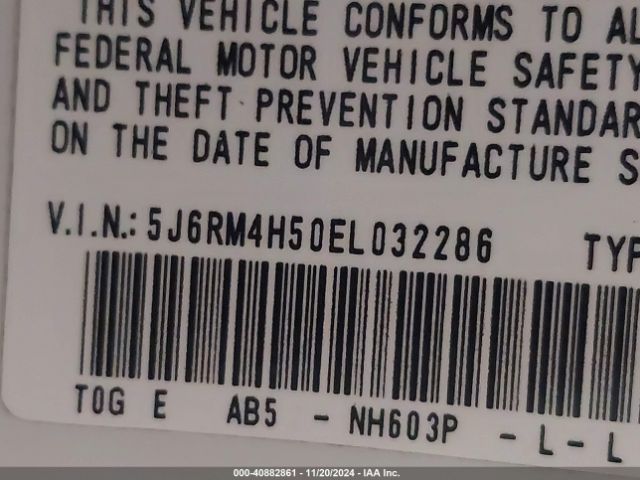 THIS VEHICLE CONFORMS TO AL
FEDERAL MOTOR VEHICLE SAFETY
AND THEFT PREVENTION STANDAR
ON THE DATE OF MANUFACTURE S
V.I.N.: 5J6RM4H50EL032286 TYP
TOG E AB5 - NH603P - L - L
000-40882861 - 11/20/2024 - IAA Inc.